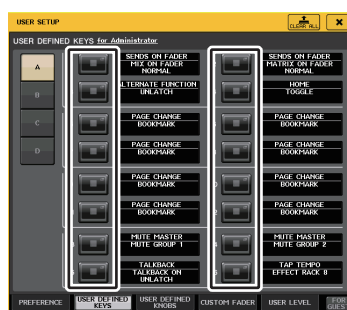 USER SETUP
CLEAR ALL
USER DEFINED KEYS for Administrator
A
B
C
D
SENDS ON FADER
MIX ON FADER
NORMAL
SENDS ON FADER
MATRIX ON FADER
NORMAL
LTERNATE FUNCTION
UNLATCH
HOME
TOGGLE
PAGE CHANGE
BOOKMARK
PAGE CHANGE
BOOKMARK
PAGE CHANGE
BOOKMARK
PAGE CHANGE
BOOKMARK
PAGE CHANGE
BOOKMARK
PAGE CHANGE
BOOKMARK
PAGE CHANGE
BOOKMARK
PAGE CHANGE
BOOKMARK
MUTE MASTER
MUTE GROUP 1
MUTE MASTER
MUTE GROUP 2
TALKBACK
TALKBACK ON
UNLATCH
TAP TEMPO
EFFECT RACK 8
PREFERENCE
USER DEFINED
KEYS
USER DEFINED
KNOBS
CUSTOM FADER
USER LEVEL
FOR
GUEST